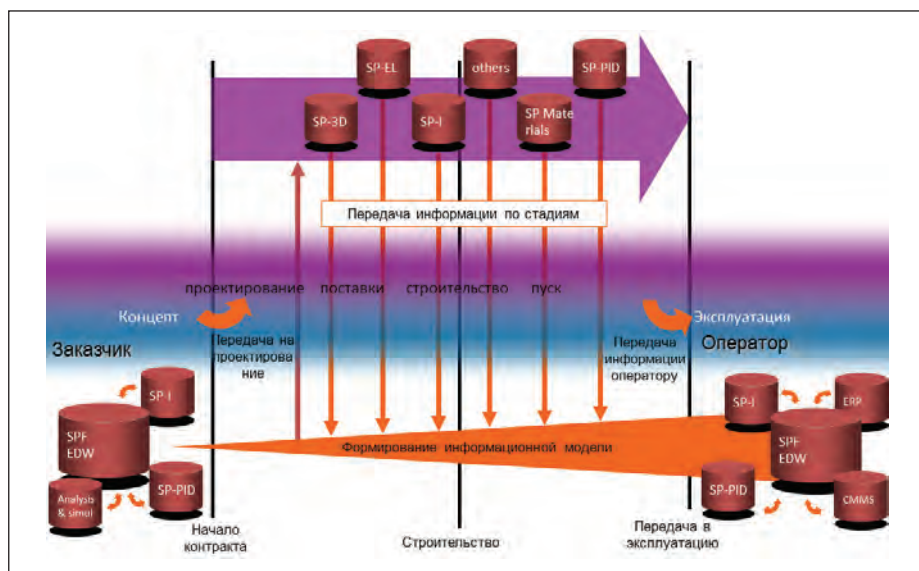 SP-EL
others
SP-PID
SP-3D
SP-I
SP Mate
rials
Передача информации по стадиям
проектирование поставки строительство пуск
Концепт
Эксплуатация
Заказчик
Передача на
проектирова
ние
Передача
информации
оператору
Оператор
SP-I
SPF
EDW
Analysis
& simul
SP-PID
Формирование информационной модели
SP-I
ERP
SPF
EDW
SP-PID
CMMS
Начало
контракта
Строительство
Передача в
эксплуатацию